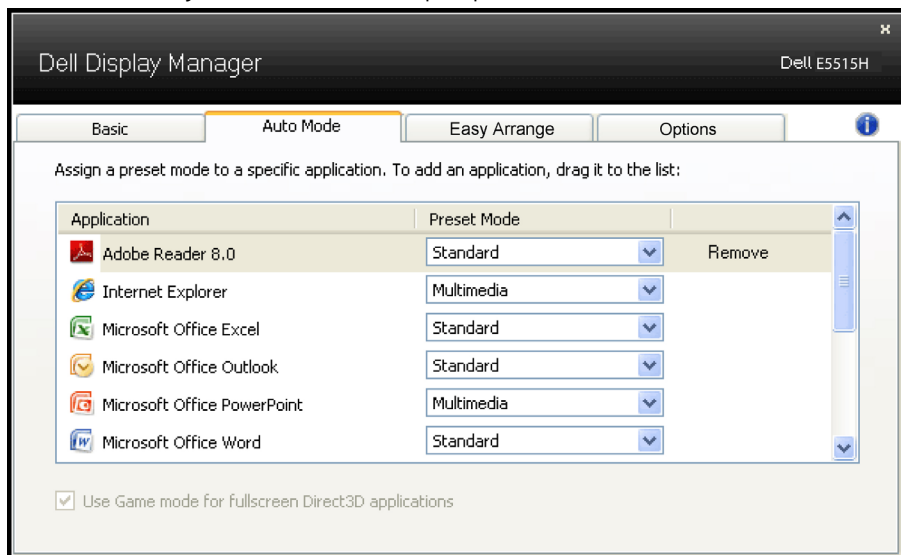 x
Dell Display Manager
Dell E5515H
Basic
Auto Mode
Easy Arrange
Options
Assign a preset mode to a specific application. To add an application, drag it to the list:
Application
Preset Mode
Adobe Reader 8.0
Standard
Remove
Internet Explorer
Multimedia
Microsoft Office Excel
Standard
Microsoft Office Outlook
Standard
Microsoft Office PowerPoint
Multimedia
Microsoft Office Word
Standard
Use Game mode for fullscreen Direct3D applications